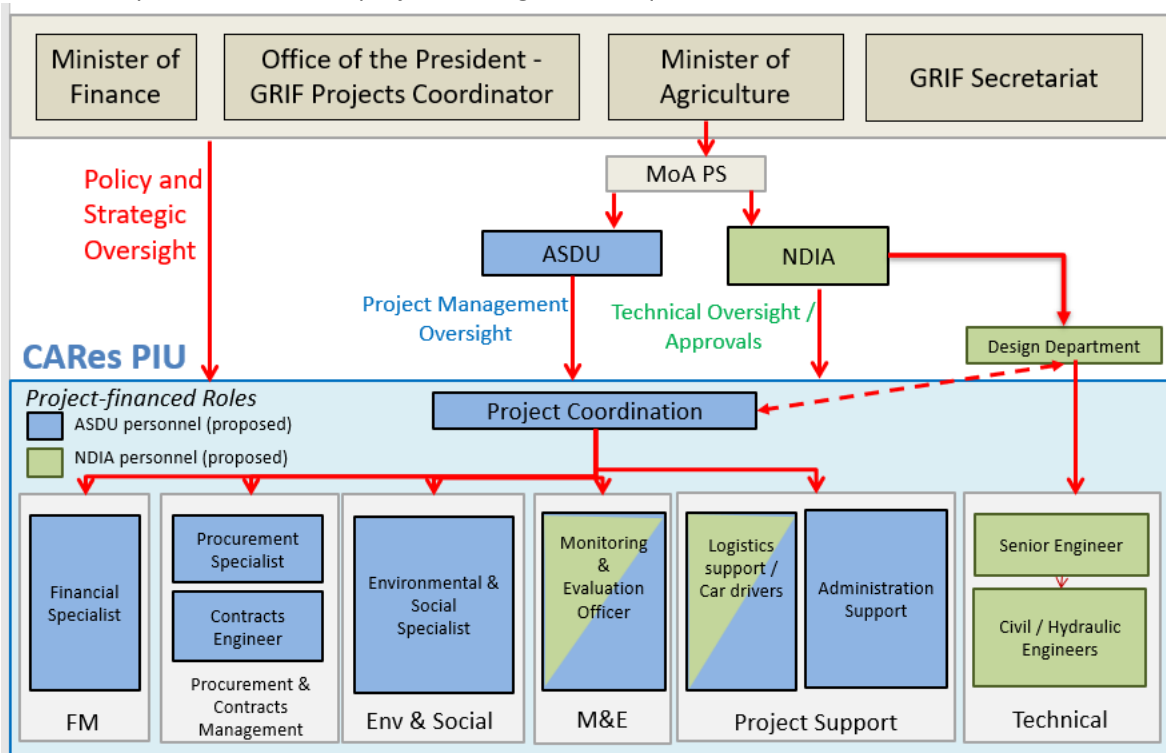 Minister of
Finance
Office of the President -
GRIF Projects Coordinator
Minister of
Agriculture
GRIF Secretariat
Policy and
Strategic
Oversight
MoA PS
ASDU
NDIA
Project Management
Oversight
Technical Oversight /
Approvals
Design Department
CARes PIU
Project-financed Roles
ASDU personnel (proposed)
NDIA personnel (proposed)
Project Coordination
Financial
Specialist
FM
Procurement
Specialist
Contracts
Engineer
Procurement &
Contracts
Management
Environmental &
Social
Specialist
Env & Social
Monitoring
&
Evaluation
Officer
M&E
Logistics
support /
Car drivers
Administration
Support
Project Support
Senior Engineer
Civil / Hydraulic
Engineers
Technical